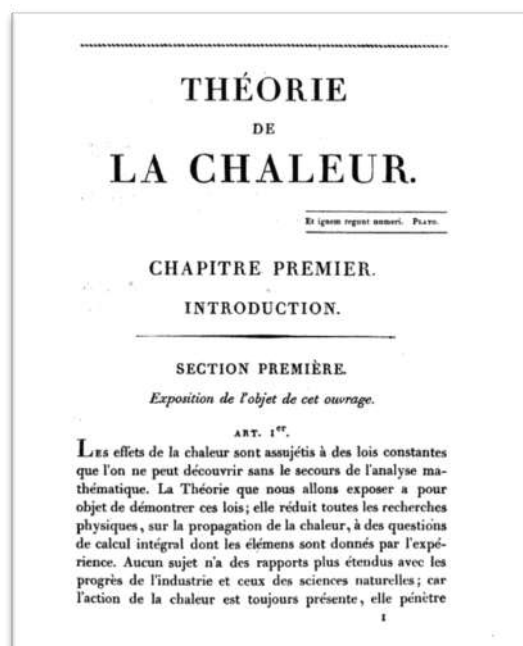 THÉORIE
DE
LA CHALEUR.
Et ignem regunt numeri. PLATO.
CHAPITRE PREMIER.
INTRODUCTION.
SECTION PREMIÈRE.
Exposition de l'objet de cet ouvrage.
ART. 1er.
LES effets de la chaleur sont assujétis à des lois constantes
que l'on ne peut découvrir sans le secours de l'analyse ma-
thématique. La Théorie que nous allons exposer a pour
objet de démontrer ces lois; elle réduit toutes les recherches
physiques, sur la propagation de la chaleur, à des questions
de calcul intégral dont les élémens sont donnés par l'expé-
rience. Aucun sujet n'a des rapports plus étendus avec les
progrès de l'industrie et ceux des sciences naturelles; car
l'action de la chaleur est toujours présente, elle pénètre
1